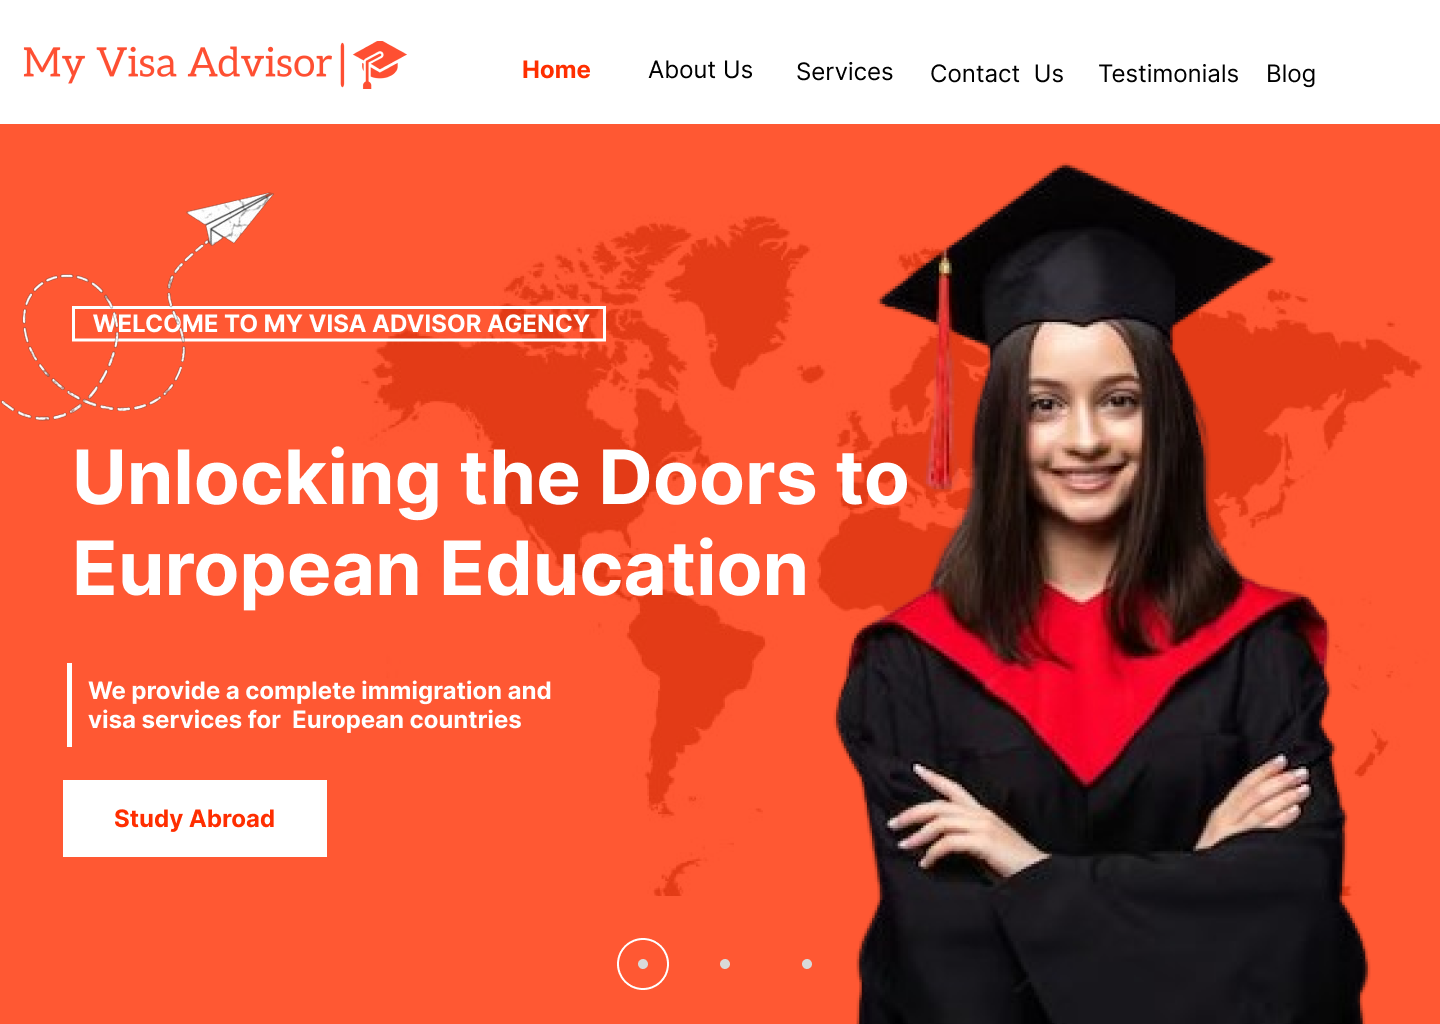 My Visa Advisor
Home
About Us
Services
Contact  Us
Testimonials
Blog
WELCOME TO MY VISA ADVISOR AGENCY
Unlocking the Doors to
European Education
We provide a complete immigration and
visa services for  European countries
Study Abroad